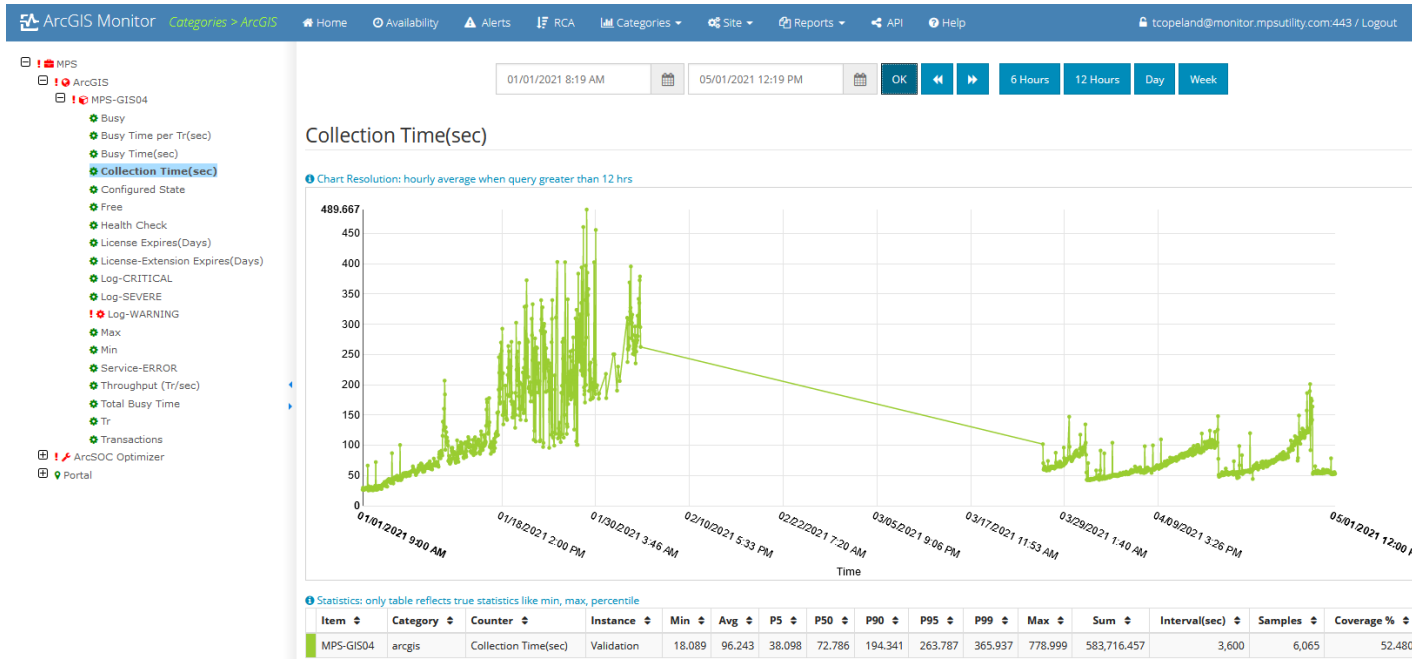 ArcGIS Monitor Categories > ArcGIS Home Availability Alerts RCA Categories Site Reports API Help tcopeland@monitor.mpsutility.com:443 / Logout
MPS
ArcGIS
MPS-GIS04
Busy
Busy Time per Tr(sec)
Busy Time(sec)
Collection Time(sec)
Configured State
Free
Health Check
License Expires(Days)
License-Extension Expires(Days)
Log-CRITICAL
Log-SEVERE
Log-WARNING
Max
Min
Service-ERROR
Throughput (Tr/sec)
Total Busy Time
Tr
Transactions
ArcSOC Optimizer
Portal
01/01/2021 8:19 AM 05/01/2021 12:19 PM OK 6 Hours 12 Hours Day Week
Collection Time(sec)
Chart Resolution: hourly average when query greater than 12 hrs
489.667
450
400
350
300
250
200
150
100
50
0
01/01/2021 9:00 AM
01/18/2021 2:00 PM
01/30/2021 3:46 AM
02/10/2021 5:33 PM
02/22/2021 7:20 AM
03/05/2021 9:06 PM
03/17/2021 11:53 AM
03/29/2021 1:40 AM
04/09/2021 3:26 PM
05/01/2021 12:00
Time
Statistics: only table reflects true statistics like min, max, percentile
Item Category Counter Instance Min Avg P5 P50 P90 P95 P99 Max Sum Interval(sec) Samples Coverage %
MPS-GIS04 arcgis Collection Time(sec) Validation 18.089 96.243 38.098 72.786 194.341 263.787 365.937 778.999 583,716.457 3,600 6,065 52.480